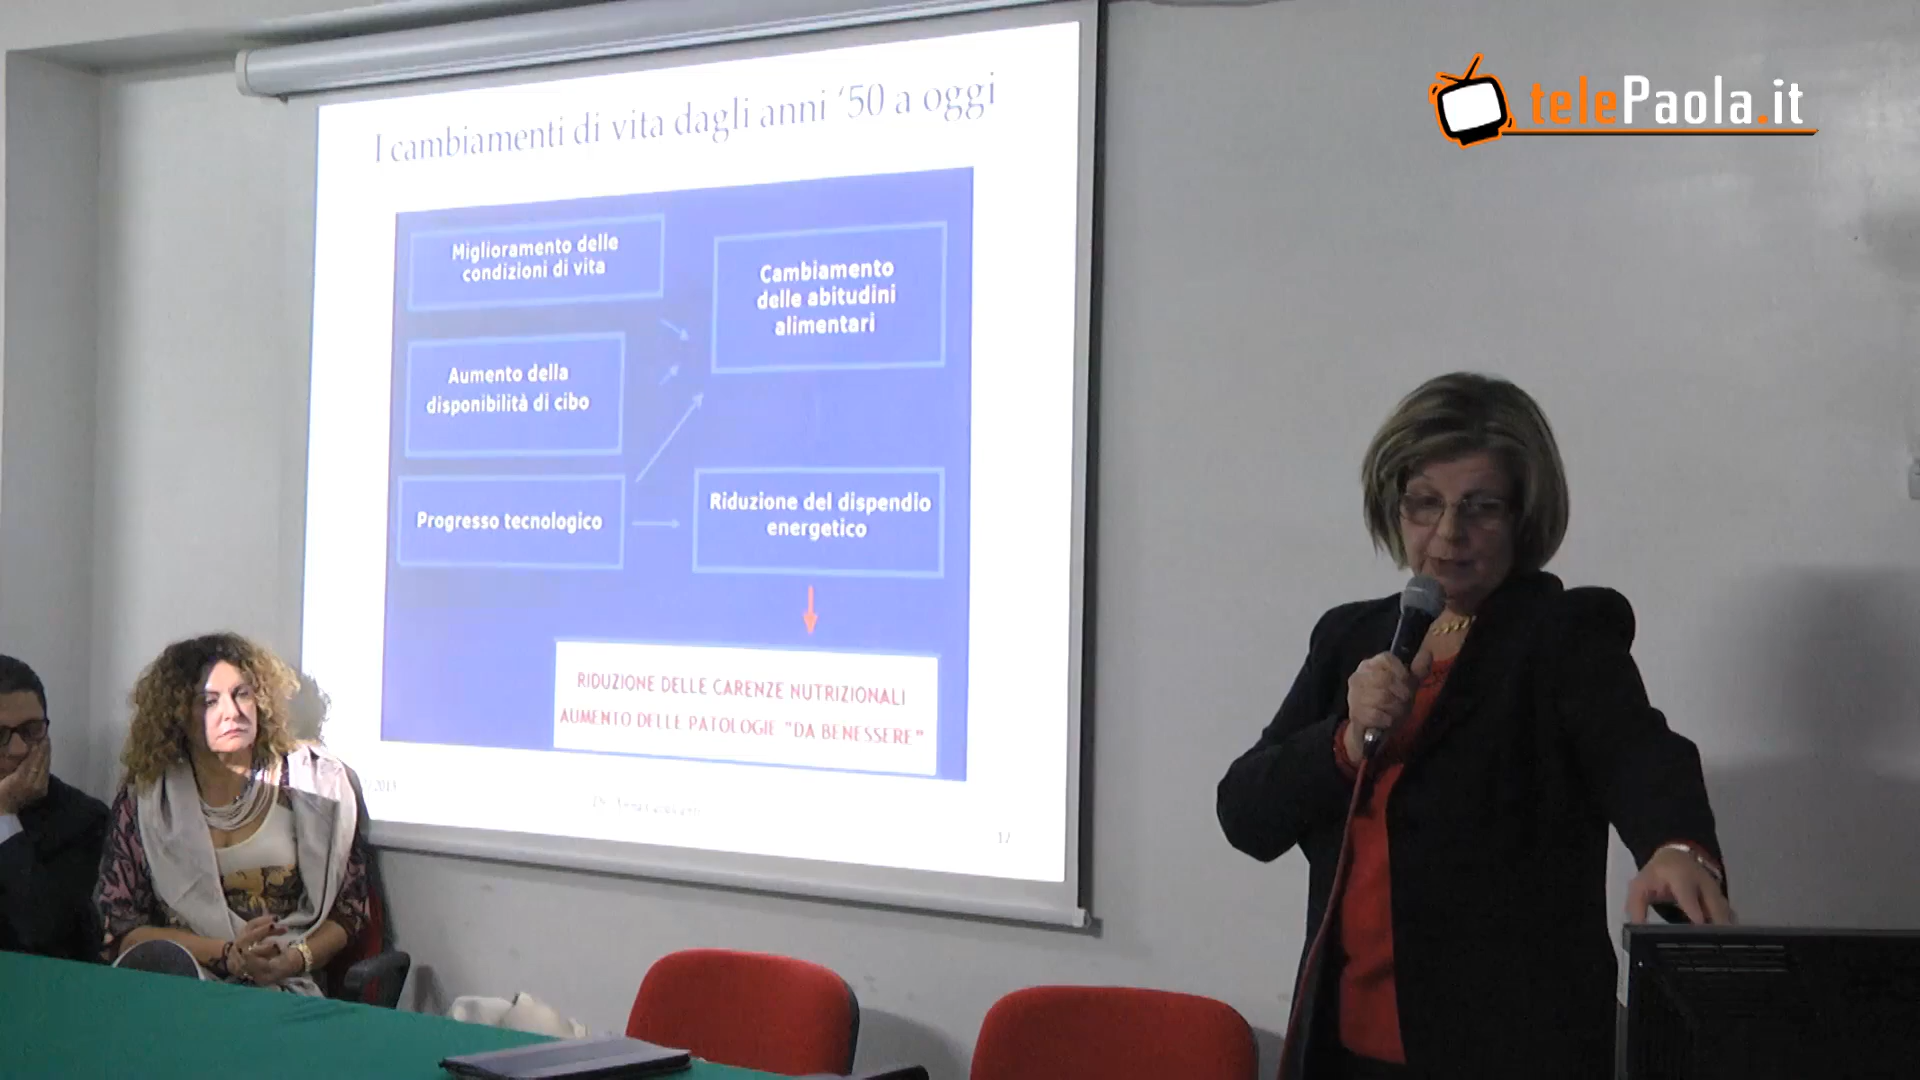 telePaola.it
I cambiamenti di vita dagli anni '50 a oggi
Miglioramento delle
condizioni di vita
Cambiamento
delle abitudini
alimentari
Aumento della
disponibilità di cibo
Progresso tecnologico
Riduzione del dispendio
energetico
RIDUZIONE DELLE CARENZE NUTRIZIONALI
AUMENTO DELLE PATOLOGIE "DA BENESSERE"
17